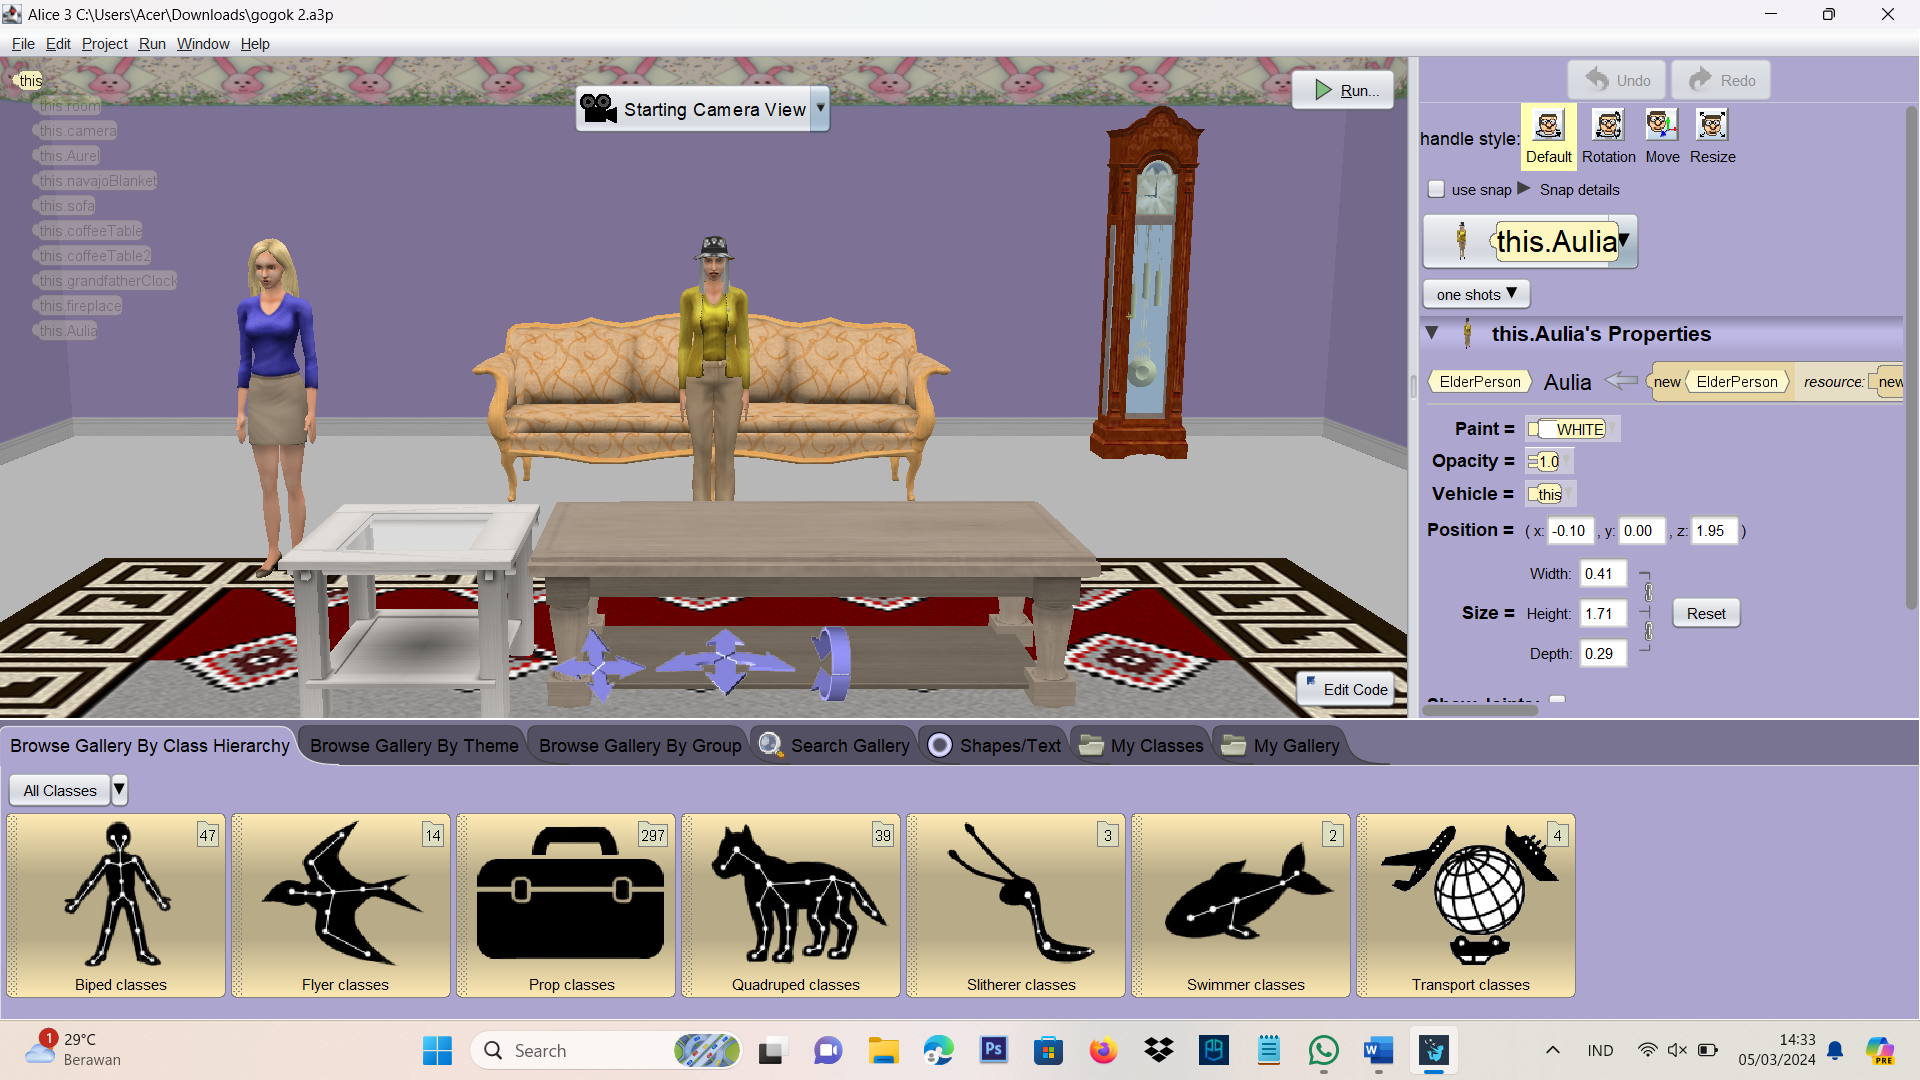 Alice 3 C:\Users\Acer\Downloads\gogok 2.a3p
File Edit Project Run Window Help
this
this.room
this.camera
this.Aurel
this.navajoBlanket
this.sofa
this.coffeeTable
this.coffeeTable2
this.grandfatherClock
this.fireplace
this.Aulia
Starting Camera View
Run...
Edit Code
Undo Redo
handle style:
Default Rotation Move Resize
use snap Snap details
this.Aulia
one shots
this.Aulia's Properties
ElderPerson Aulia new ElderPerson resource: new
Paint = WHITE
Opacity = 1.0
Vehicle = this
Position = ( x: -0.10 , y: 0.00 , z: 1.95 )
Width: 0.41
Size = Height: 1.71 Reset
Depth: 0.29
Show Joints:
Browse Gallery By Class Hierarchy Browse Gallery By Theme Browse Gallery By Group Search Gallery Shapes/Text My Classes My Gallery
All Classes
47 14 297 39 3 2 4
Biped classes Flyer classes Prop classes Quadruped classes Slitherer classes Swimmer classes Transport classes
1
29°C
Berawan
Search
Ps
W
IND
14:33
05/03/2024
PRE